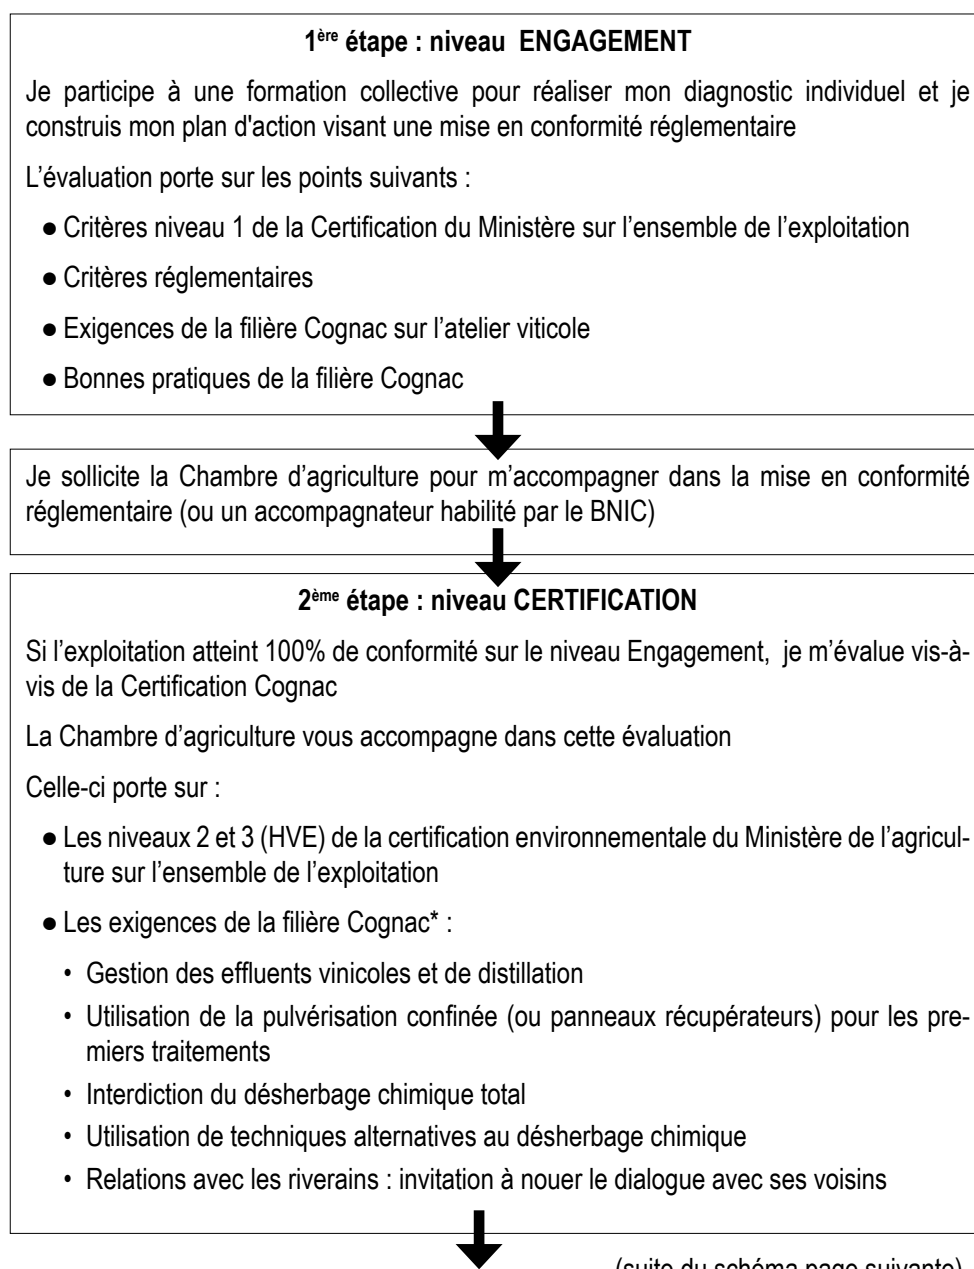 1ère étape : niveau ENGAGEMENT
Je participe à une formation collective pour réaliser mon diagnostic individuel et je
construis mon plan d'action visant une mise en conformité réglementaire
L’évaluation porte sur les points suivants :
● Critères niveau 1 de la Certification du Ministère sur l’ensemble de l’exploitation
● Critères réglementaires
● Exigences de la filière Cognac sur l’atelier viticole
● Bonnes pratiques de la filière Cognac
Je sollicite la Chambre d’agriculture pour m’accompagner dans la mise en conformité
réglementaire (ou un accompagnateur habilité par le BNIC)
2ème étape : niveau CERTIFICATION
Si l’exploitation atteint 100% de conformité sur le niveau Engagement, je m’évalue vis-à-
vis de la Certification Cognac
La Chambre d’agriculture vous accompagne dans cette évaluation
Celle-ci porte sur :
● Les niveaux 2 et 3 (HVE) de la certification environnementale du Ministère de l’agricul-
ture sur l’ensemble de l’exploitation
● Les exigences de la filière Cognac* :
• Gestion des effluents vinicoles et de distillation
• Utilisation de la pulvérisation confinée (ou panneaux récupérateurs) pour les pre-
miers traitements
• Interdiction du désherbage chimique total
• Utilisation de techniques alternatives au désherbage chimique
• Relations avec les riverains : invitation à nouer le dialogue avec ses voisins
(suite du schéma page suivante)